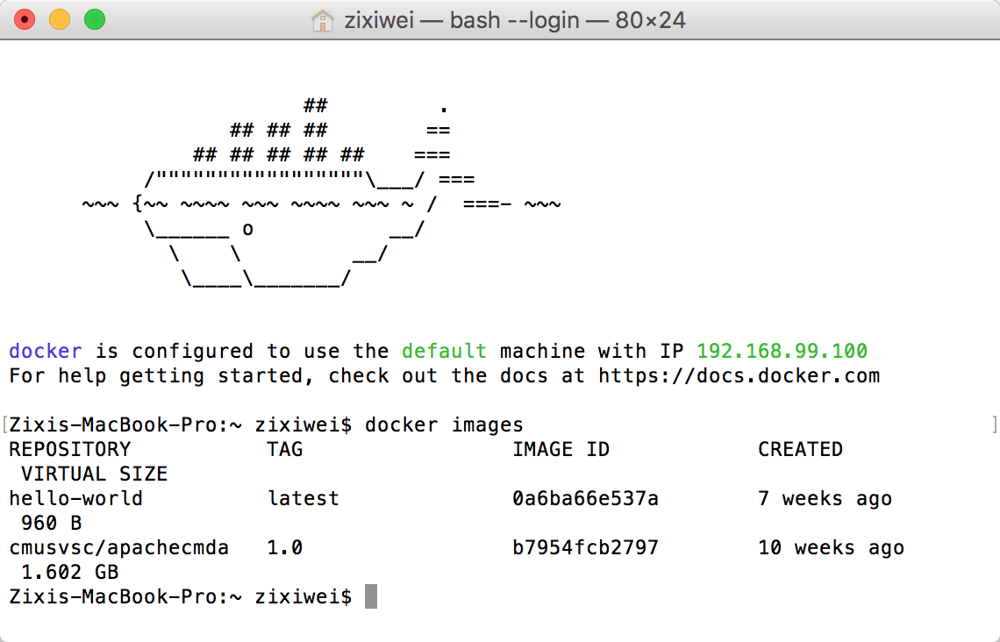 zixiwei — bash --login — 80×24
                        ##         .
                  ## ## ##        ==
               ## ## ## ## ##    ===
           /"""""""""""""""""\___/ ===
      ~~~ {~~ ~~~~ ~~~ ~~~~ ~~~ ~ /  ===- ~~~
           \______ o           __/
             \    \         __/
              \____\_______/
docker is configured to use the default machine with IP 192.168.99.100
For help getting started, check out the docs at https://docs.docker.com
[Zixis-MacBook-Pro:~ zixiwei$ docker images ]
REPOSITORY           TAG                 IMAGE ID            CREATED
 VIRTUAL SIZE
hello-world          latest              0a6ba66e537a        7 weeks ago
 960 B
cmusvsc/apachecmda   1.0                 b7954fcb2797        10 weeks ago
 1.602 GB
Zixis-MacBook-Pro:~ zixiwei$